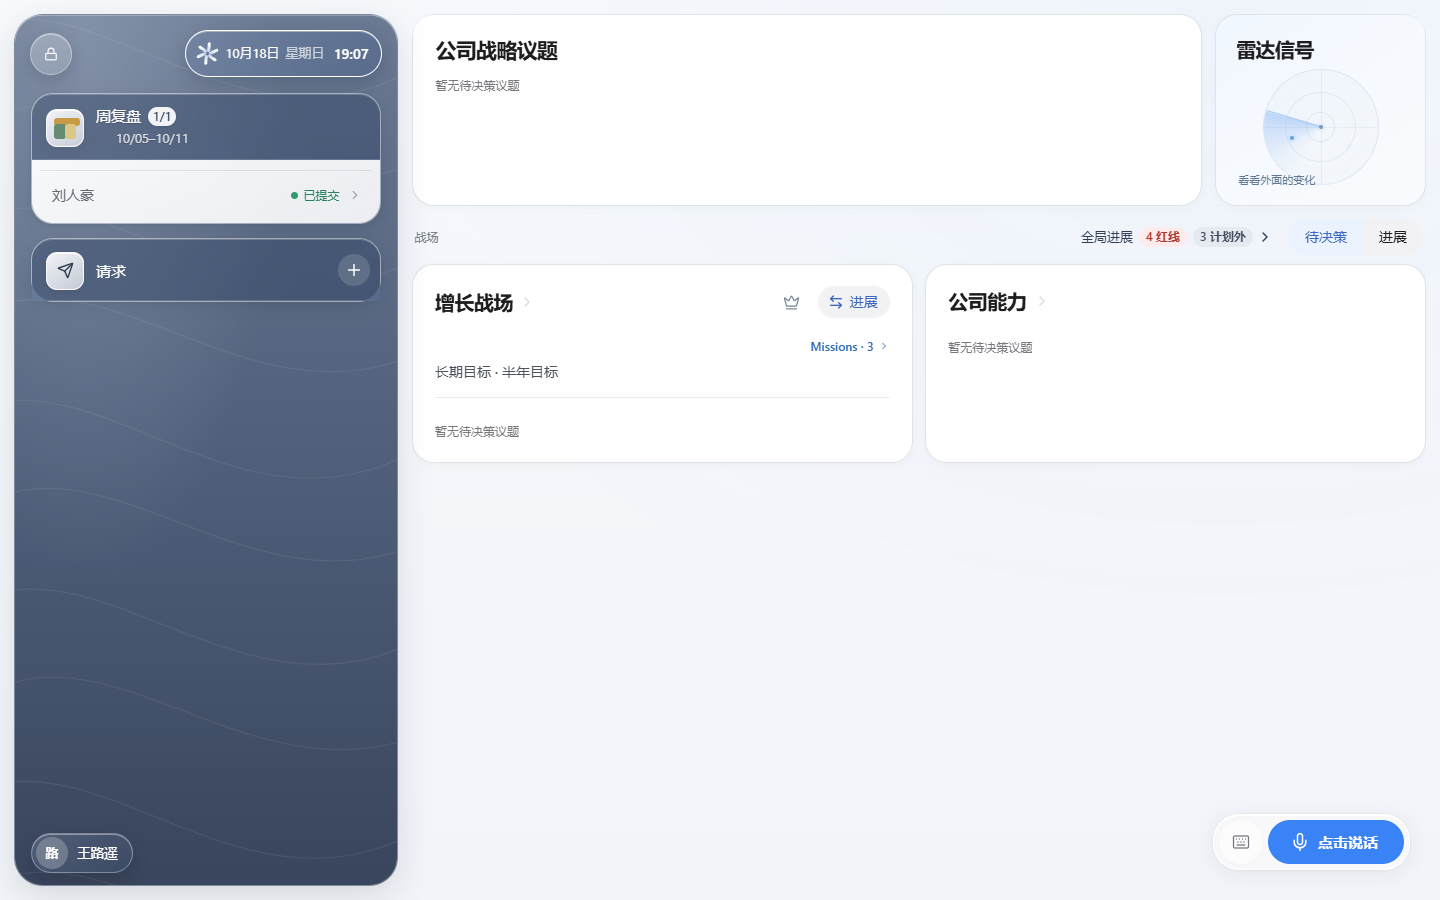 10月18日 星期日 19:07
周复盘 1/1
10/05–10/11
刘人豪 已提交
请求
路 王路遥
公司战略议题
暂无待决策议题
雷达信号
看看外面的变化
战场
全局进展 4 红线 3 计划外 待决策 进展
增长战场 进展
Missions · 3
长期目标 · 半年目标
暂无待决策议题
公司能力
暂无待决策议题
点击说话